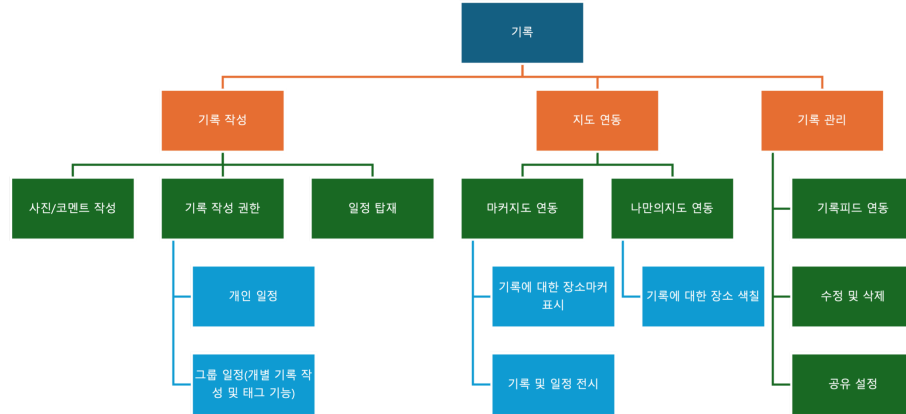 기록
기록 작성
지도 연동
기록 관리
사진/코멘트 작성
기록 작성 권한
일정 탑재
마커지도 연동
나만의지도 연동
기록피드 연동
개인 일정
기록에 대한 장소마커
표시
기록에 대한 장소 색칠
수정 및 삭제
그룹 일정(개별 기록 작
성 및 태그 기능)
기록 및 일정 전시
공유 설정